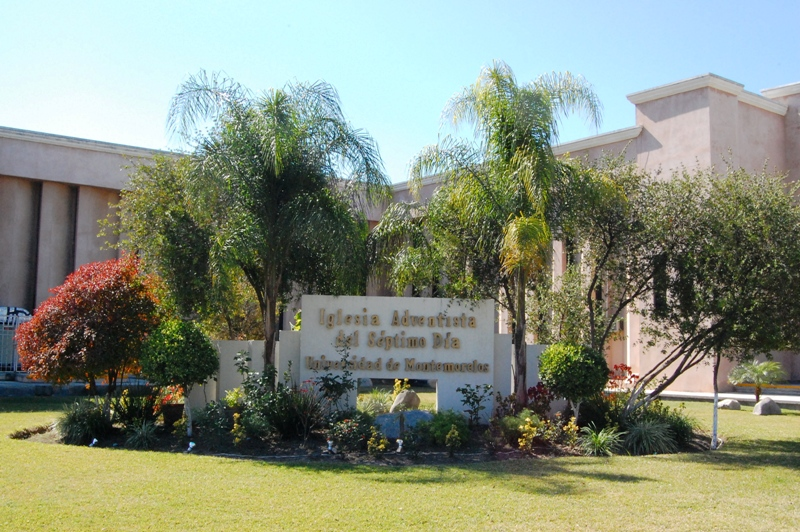 Iglesia Adventista
del Séptimo Día
Universidad de Montemorelos